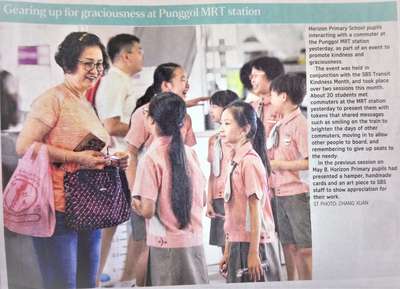 Gearing up for graciousness at Punggol MRT station
Horizon Primary School pupils
interacting with a commuter at
the Punggol MRT station
yesterday, as part of an event to
promote kindness and
graciousness.
The event was held in
conjunction with the SBS Transit
Kindness Month, and took place
over two sessions this month.
About 20 students met
commuters at the MRT station
yesterday to present them with
tokens that shared messages
such as smiling on the train to
brighten the days of other
commuters, moving in to allow
other people to board, and
remembering to give up seats to
the needy.
In the previous session on
May 8, Horizon Primary pupils had
presented a hamper, handmade
cards and an art piece to SBS
staff to show appreciation for
their work.
ST PHOTO: ZHANG XUAN